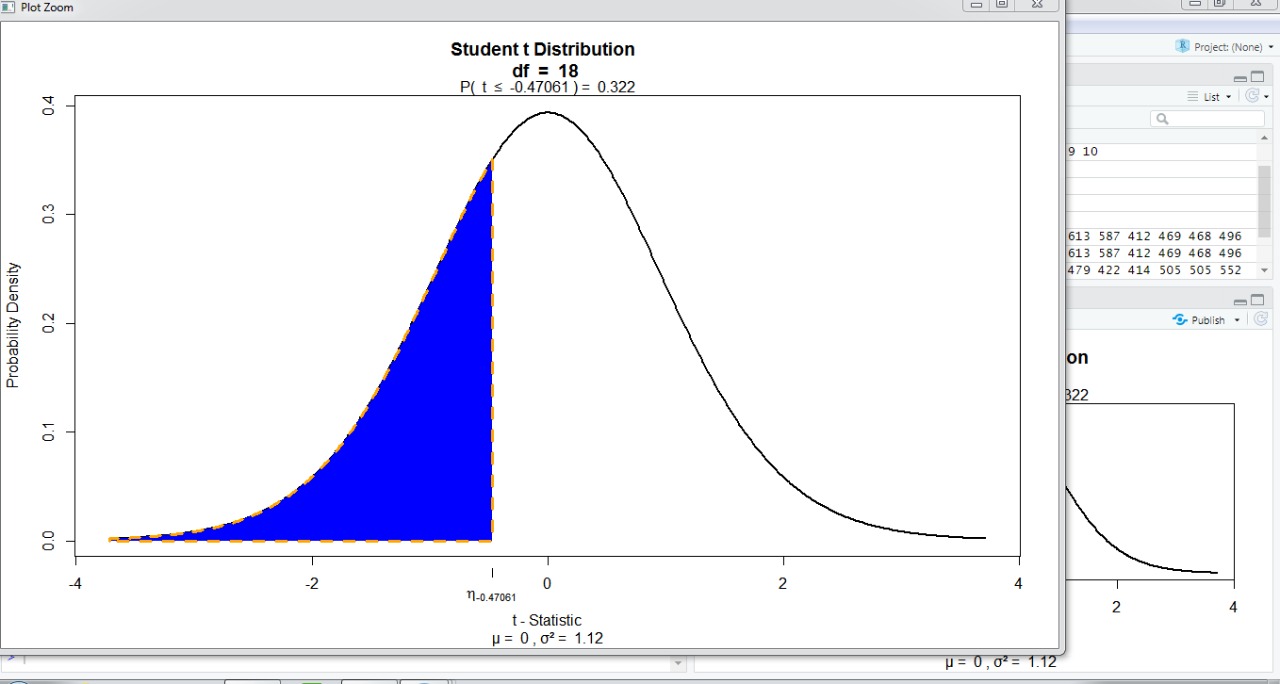 Plot Zoom
Student t Distribution
df = 18
P( t ≤ -0.47061 ) = 0.322
Probability Density
0.4
0.3
0.2
0.1
0.0
-4 -2 0 2 4
η-0.47061
t - Statistic
μ = 0 , σ² = 1.12
Project: (None)
List
9 10
613 587 412 469 468 496
613 587 412 469 468 496
479 422 414 505 505 552
Publish
on
322
2 4
μ = 0 , σ² = 1.12
>